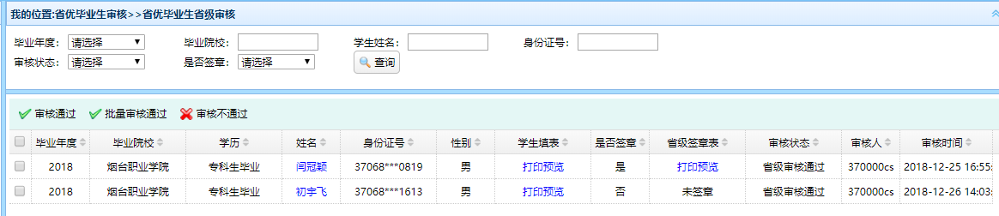 我的位置:省优毕业生审核>>省优毕业生省级审核
毕业年度： 请选择 毕业院校： 学生姓名： 身份证号：
审核状态： 请选择 是否签章： 请选择 查询
审核通过 批量审核通过 审核不通过
毕业年度 毕业院校 学历 姓名 身份证号 性别 学生填表 是否签章 省级签章表 审核状态 审核人 审核时间
2018 烟台职业学院 专科生毕业 闫冠颖 37068***0819 男 打印预览 是 打印预览 省级审核通过 370000cs 2018-12-25 16:55:
2018 烟台职业学院 专科生毕业 初宇飞 37068***1613 男 打印预览 否 未签章 省级审核通过 370000cs 2018-12-26 14:03: